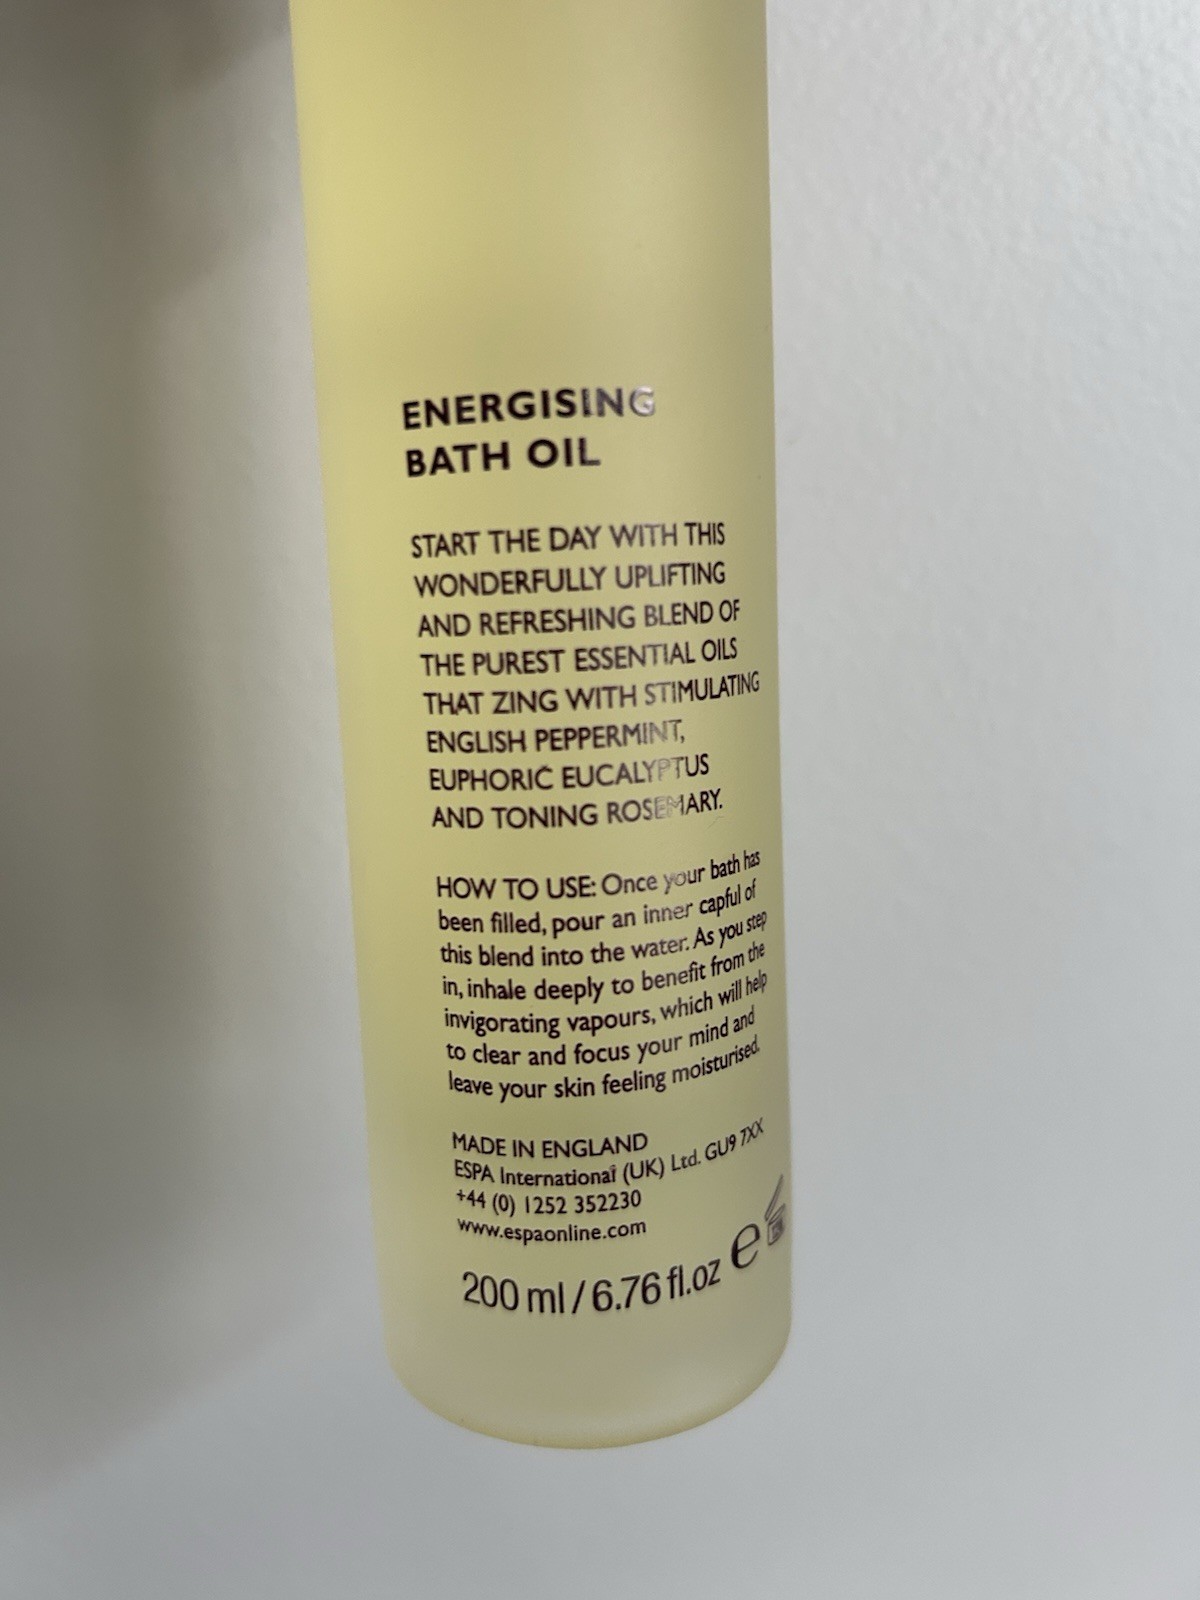 ENERGISING
BATH OIL
START THE DAY WITH THIS
WONDERFULLY UPLIFTING
AND REFRESHING BLEND OF
THE PUREST ESSENTIAL OILS
THAT ZING WITH STIMULATING
ENGLISH PEPPERMINT,
EUPHORIC EUCALYPTUS
AND TONING ROSEMARY.
HOW TO USE: Once your bath has
been filled, pour an inner capful of
this blend into the water. As you step
in, inhale deeply to benefit from the
invigorating vapours, which will help
to clear and focus your mind and
leave your skin feeling moisturised.
MADE IN ENGLAND
ESPA International (UK) Ltd. GU9 7XX
+44 (0) 1252 352230
www.espaonline.com
200 ml / 6.76 fl.oz e